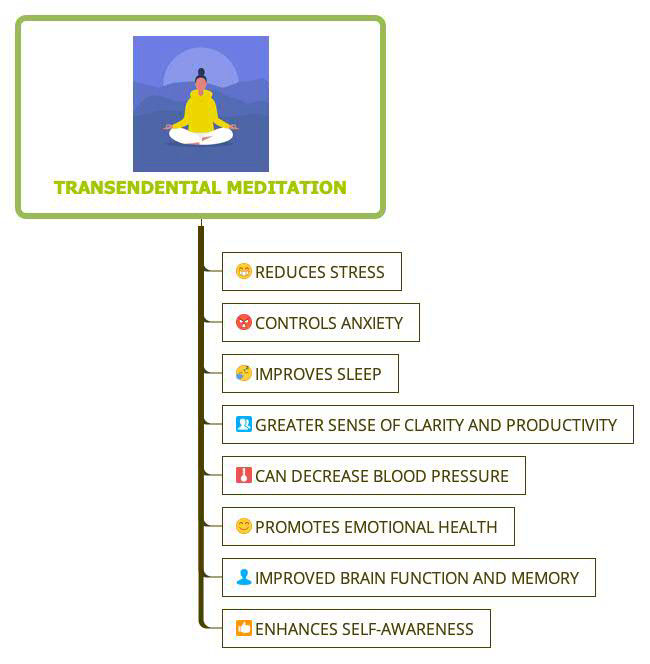 TRANSENDENTIAL MEDITATION
REDUCES STRESS
CONTROLS ANXIETY
IMPROVES SLEEP
GREATER SENSE OF CLARITY AND PRODUCTIVITY
CAN DECREASE BLOOD PRESSURE
PROMOTES EMOTIONAL HEALTH
IMPROVED BRAIN FUNCTION AND MEMORY
ENHANCES SELF-AWARENESS